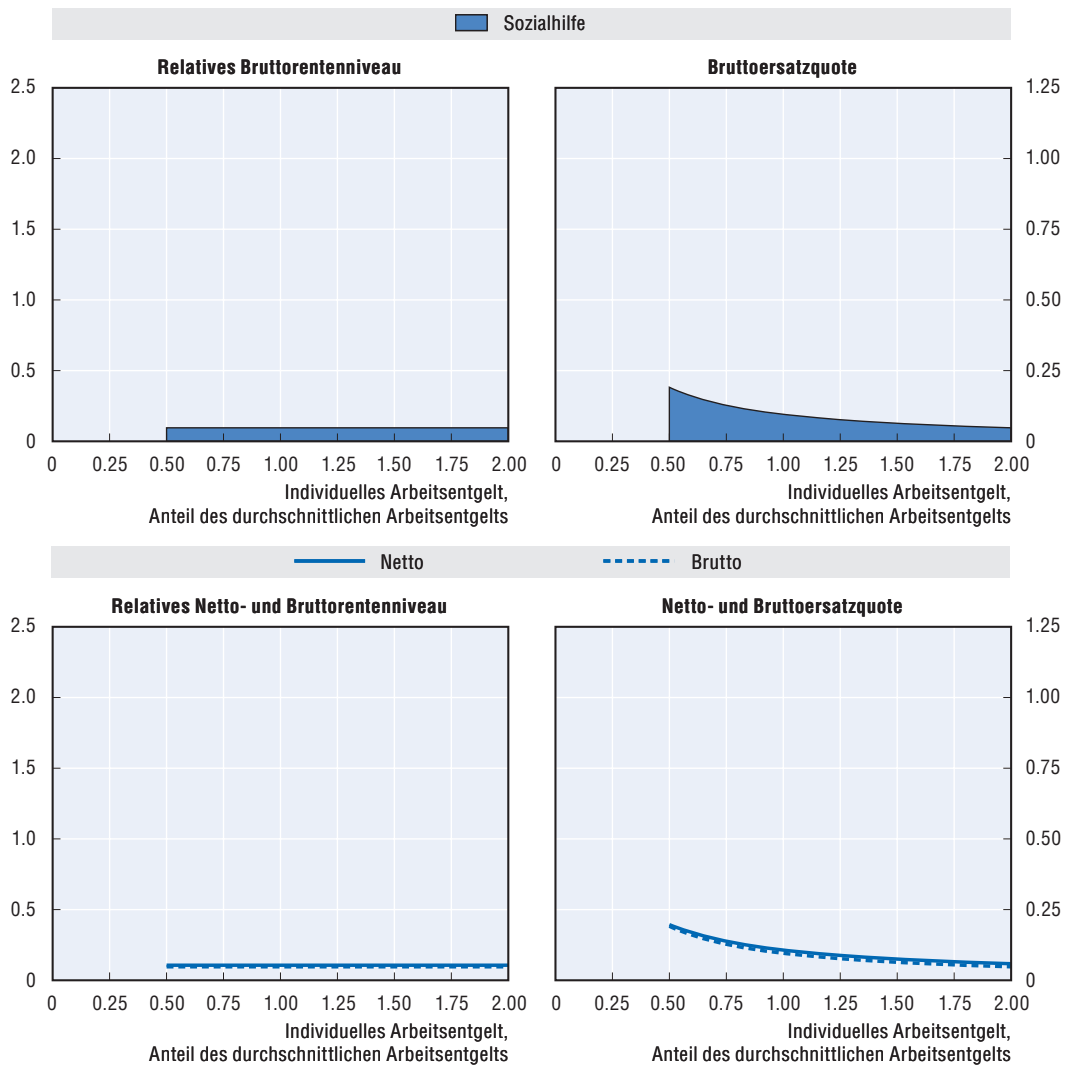 Sozialhilfe
Relatives Bruttorentenniveau
Bruttoersatzquote
2.5
2.0
1.5
1.0
0.5
0
0 0.25 0.50 0.75 1.00 1.25 1.50 1.75 2.00
Individuelles Arbeitsentgelt,
Anteil des durchschnittlichen Arbeitsentgelts
1.25
1.00
0.75
0.50
0.25
0
0 0.25 0.50 0.75 1.00 1.25 1.50 1.75 2.00
Individuelles Arbeitsentgelt,
Anteil des durchschnittlichen Arbeitsentgelts
Netto Brutto
Relatives Netto- und Bruttorentenniveau
Netto- und Bruttoersatzquote
2.5
2.0
1.5
1.0
0.5
0
0 0.25 0.50 0.75 1.00 1.25 1.50 1.75 2.00
Individuelles Arbeitsentgelt,
Anteil des durchschnittlichen Arbeitsentgelts
1.25
1.00
0.75
0.50
0.25
0
0 0.25 0.50 0.75 1.00 1.25 1.50 1.75 2.00
Individuelles Arbeitsentgelt,
Anteil des durchschnittlichen Arbeitsentgelts